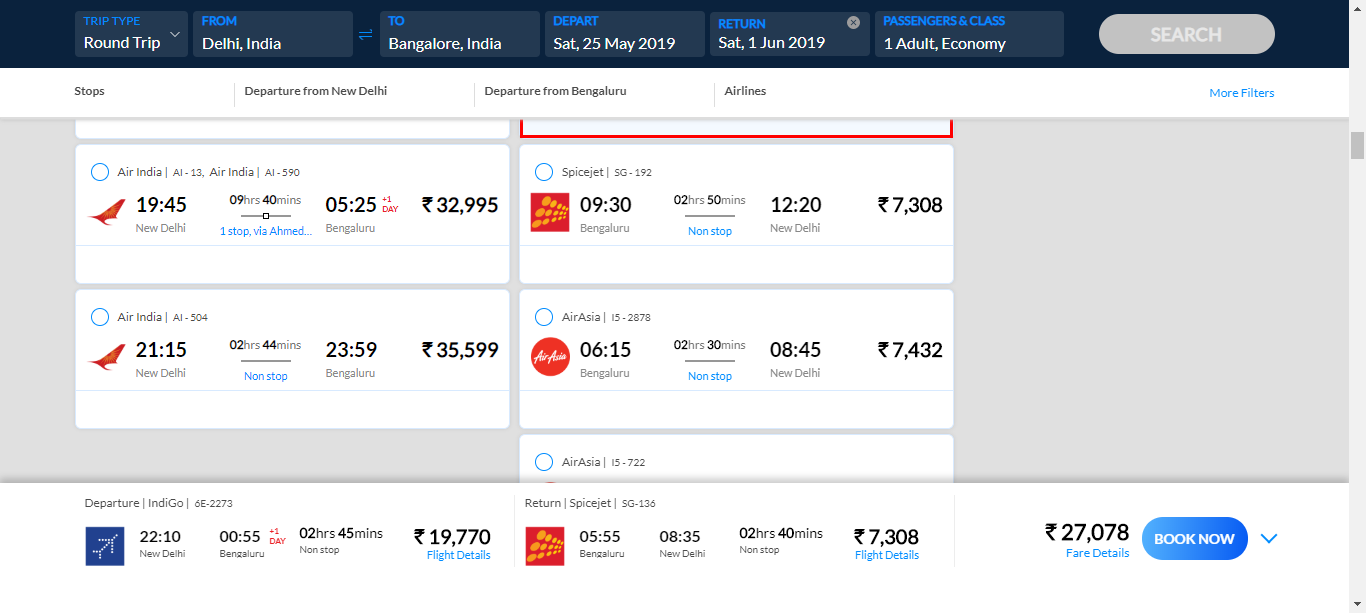 TRIP TYPE
Round Trip
FROM
Delhi, India
TO
Bangalore, India
DEPART
Sat, 25 May 2019
RETURN
Sat, 1 Jun 2019
PASSENGERS & CLASS
1 Adult, Economy
SEARCH
Stops
Departure from New Delhi
Departure from Bengaluru
Airlines
More Filters
Air India | AI - 13, Air India | AI - 590
19:45
New Delhi
09hrs 40mins
1 stop, via Ahmed...
05:25 +1 DAY
Bengaluru
₹ 32,995
Spicejet | SG - 192
09:30
Bengaluru
02hrs 50mins
Non stop
12:20
New Delhi
₹ 7,308
Air India | AI - 504
21:15
New Delhi
02hrs 44mins
Non stop
23:59
Bengaluru
₹ 35,599
AirAsia | I5 - 2878
AirAsia
06:15
Bengaluru
02hrs 30mins
Non stop
08:45
New Delhi
₹ 7,432
AirAsia | I5 - 722
Departure | IndiGo | 6E-2273
22:10
New Delhi
00:55 +1 DAY
Bengaluru
02hrs 45mins
Non stop
₹ 19,770
Flight Details
Return | Spicejet | SG-136
05:55
Bengaluru
08:35
New Delhi
02hrs 40mins
Non stop
₹ 7,308
Flight Details
₹ 27,078
Fare Details
BOOK NOW